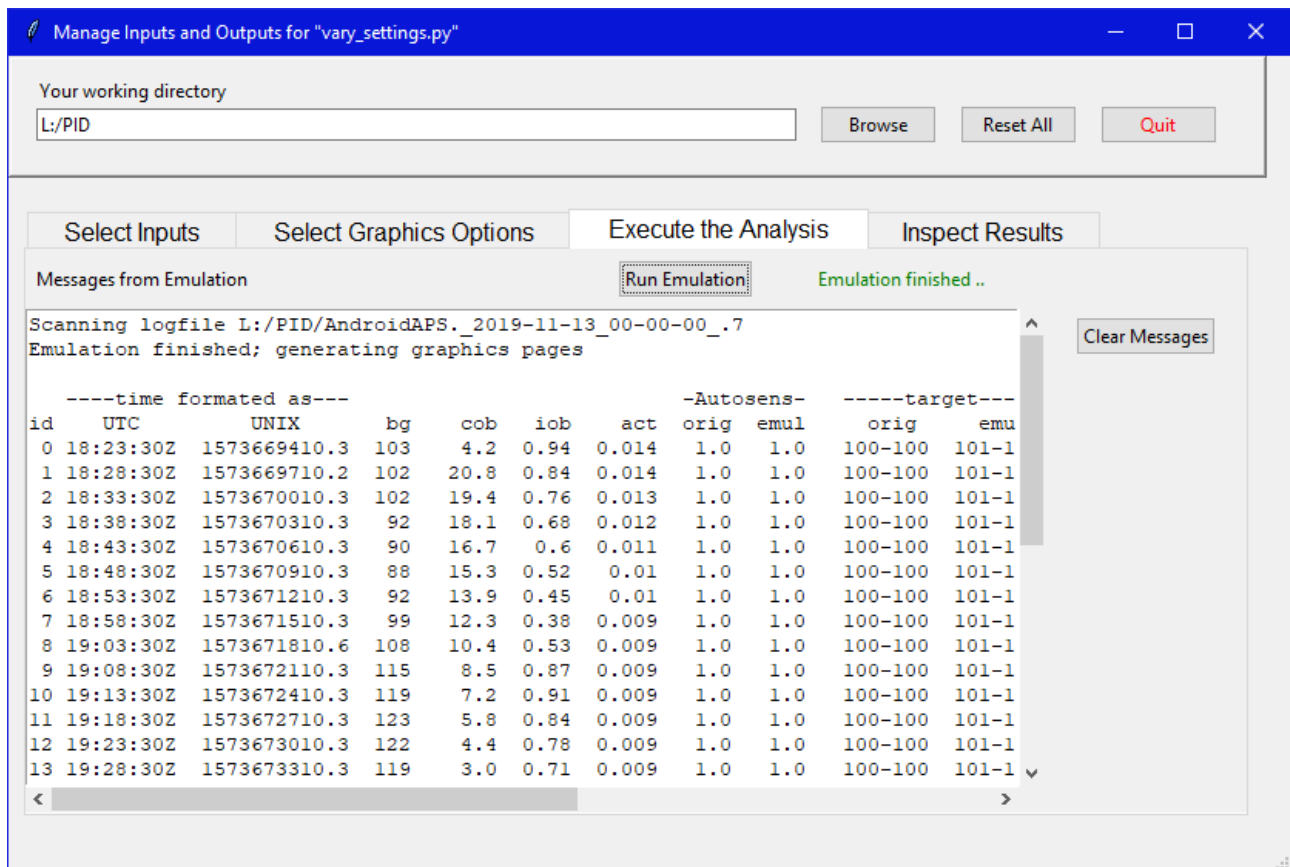 Manage Inputs and Outputs for "vary_settings.py"
Your working directory
L:/PID
Browse
Reset All
Quit
Select Inputs
Select Graphics Options
Execute the Analysis
Inspect Results
Messages from Emulation
Run Emulation
Emulation finished ..
Clear Messages
Scanning logfile L:/PID/AndroidAPS._2019-11-13_00-00-00_.7
Emulation finished; generating graphics pages
----time formated as--- -Autosens- -----target---
id UTC UNIX bg cob iob act orig emul orig emu
0 18:23:30Z 1573669410.3 103 4.2 0.94 0.014 1.0 1.0 100-100 101-1
1 18:28:30Z 1573669710.2 102 20.8 0.84 0.014 1.0 1.0 100-100 101-1
2 18:33:30Z 1573670010.3 102 19.4 0.76 0.013 1.0 1.0 100-100 101-1
3 18:38:30Z 1573670310.3 92 18.1 0.68 0.012 1.0 1.0 100-100 101-1
4 18:43:30Z 1573670610.3 90 16.7 0.6 0.011 1.0 1.0 100-100 101-1
5 18:48:30Z 1573670910.3 88 15.3 0.52 0.01 1.0 1.0 100-100 101-1
6 18:53:30Z 1573671210.3 92 13.9 0.45 0.01 1.0 1.0 100-100 101-1
7 18:58:30Z 1573671510.3 99 12.3 0.38 0.009 1.0 1.0 100-100 101-1
8 19:03:30Z 1573671810.6 108 10.4 0.53 0.009 1.0 1.0 100-100 101-1
9 19:08:30Z 1573672110.3 115 8.5 0.87 0.009 1.0 1.0 100-100 101-1
10 19:13:30Z 1573672410.3 119 7.2 0.91 0.009 1.0 1.0 100-100 101-1
11 19:18:30Z 1573672710.3 123 5.8 0.84 0.009 1.0 1.0 100-100 101-1
12 19:23:30Z 1573673010.3 122 4.4 0.78 0.009 1.0 1.0 100-100 101-1
13 19:28:30Z 1573673310.3 119 3.0 0.71 0.009 1.0 1.0 100-100 101-1